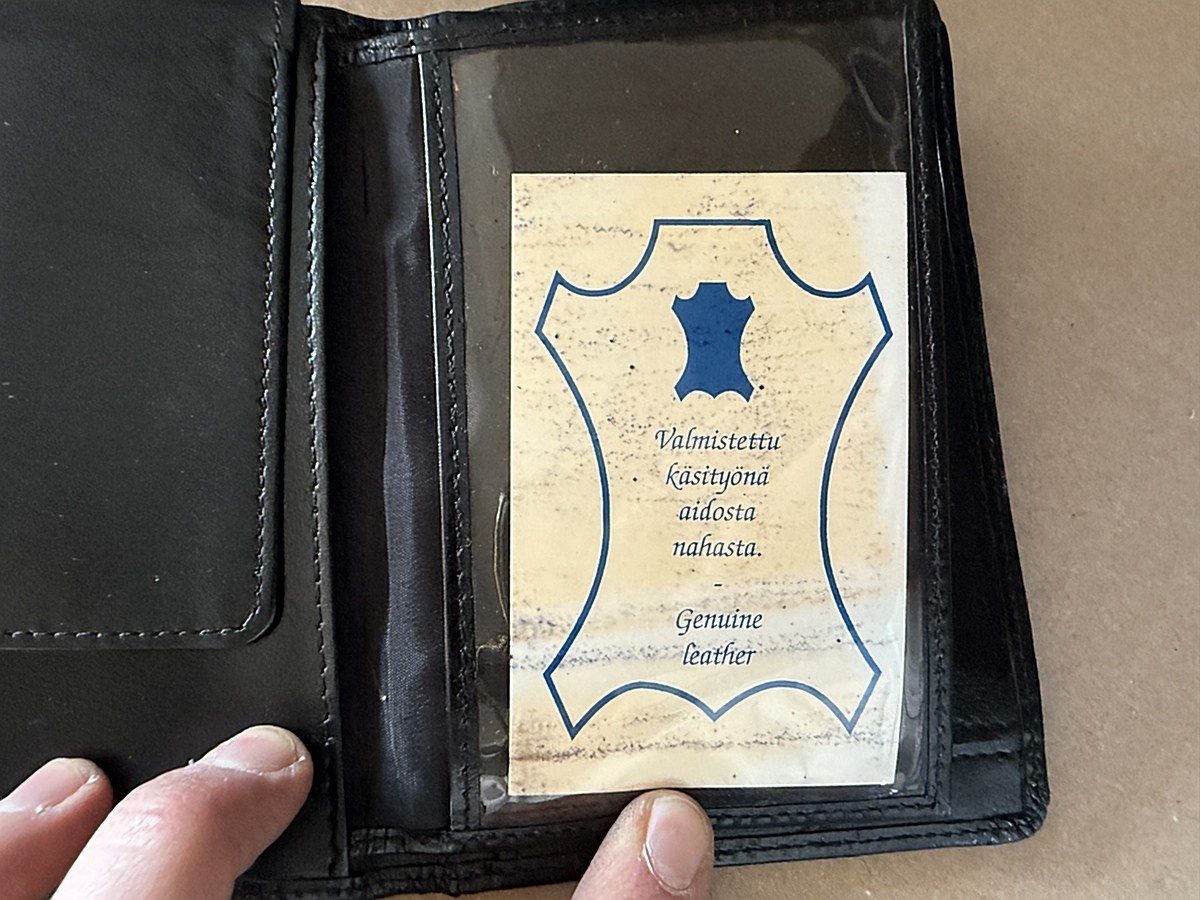 Valmistettu
käsityönä
aidosta
nahasta.
-
Genuine
leather